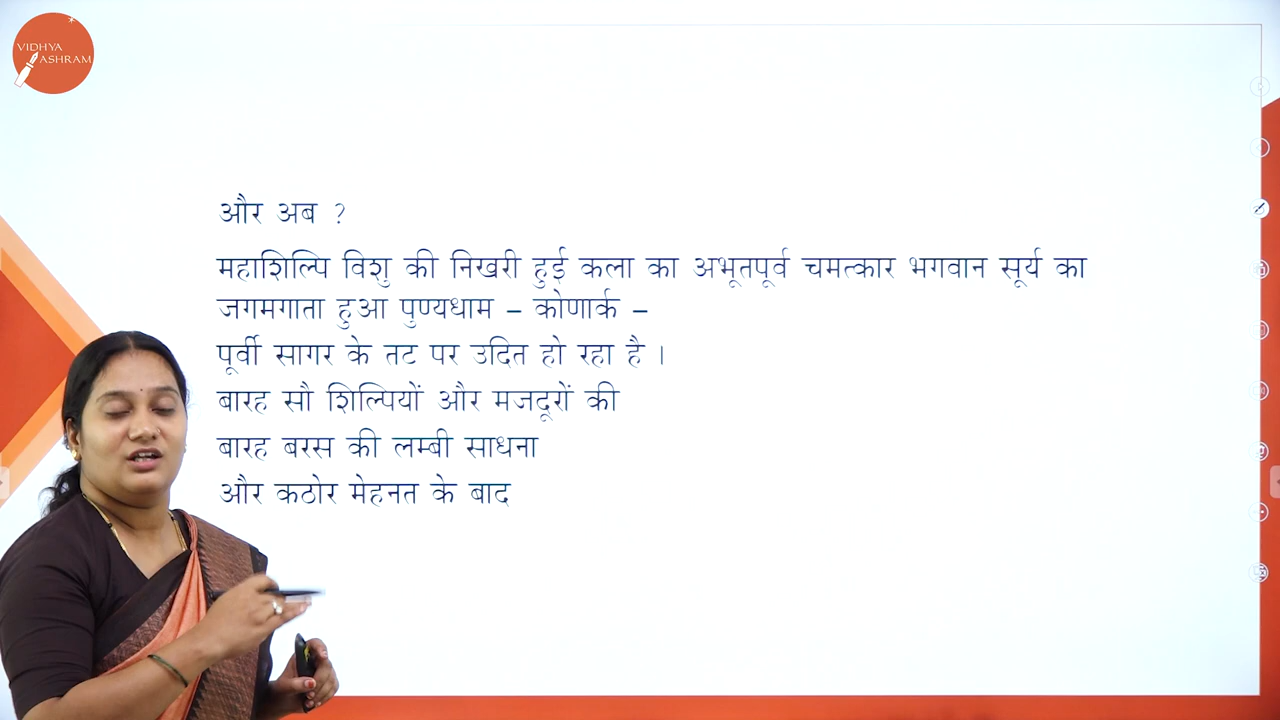 VIDHYA
ASHRAM
और अब ?
महाशिल्पि विशु की निखरी हुई कला का अभूतपूर्व चमत्कार भगवान सूर्य का
जगमगाता हुआ पुण्यधाम – कोणार्क –
पूर्वी सागर के तट पर उदित हो रहा है ।
बारह सौ शिल्पियों और मजदूरों की
बारह बरस की लम्बी साधना
और कठोर मेहनत के बाद